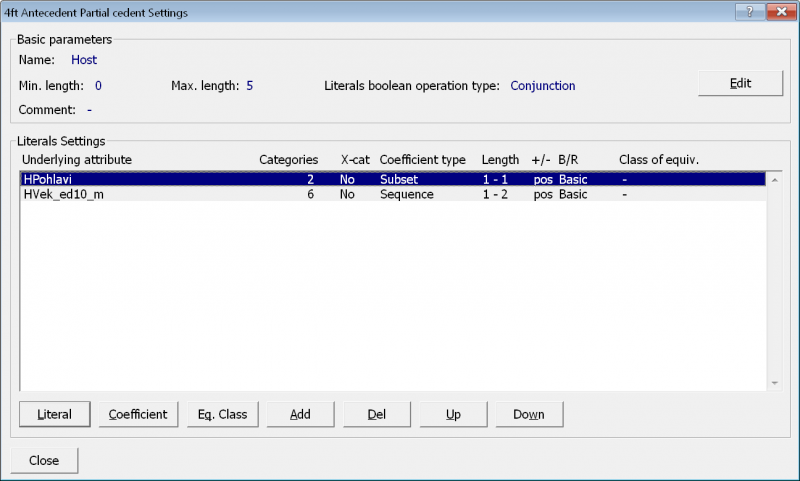 4ft Antecedent Partial cedent Settings
Basic parameters
Name: Host
Min. length: 0 Max. length: 5 Literals boolean operation type: Conjunction Edit
Comment: -
Literals Settings
Underlying attribute Categories X-cat Coefficient type Length +/- B/R Class of equiv.
HPohlavi 2 No Subset 1 - 1 pos Basic -
HVek_ed10_m 6 No Sequence 1 - 2 pos Basic -
Literal Coefficient Eq. Class Add Del Up Down
Close